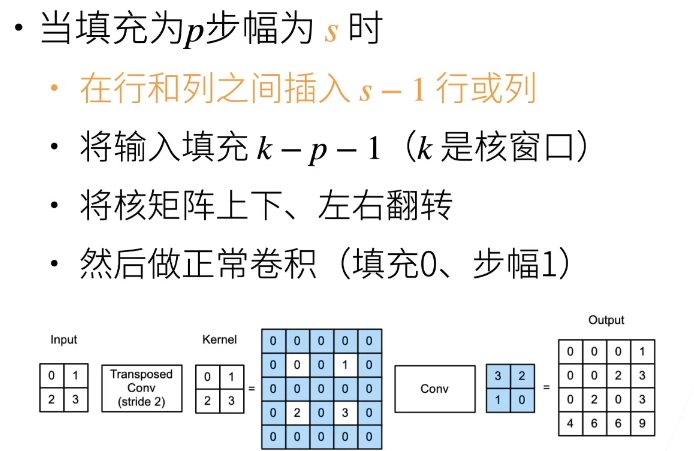 • 当填充为p步幅为 s 时
• 在行和列之间插入 s − 1 行或列
• 将输入填充 k − p − 1（k 是核窗口）
• 将核矩阵上下、左右翻转
• 然后做正常卷积（填充0、步幅1）
Input
Kernel
Output
0 1
2 3
Transposed
Conv
(stride 2)
0 1
2 3
=
0 0 0 0 0
0 0 0 1 0
0 0 0 0 0
0 2 0 3 0
0 0 0 0 0
Conv
3 2
1 0
=
0 0 0 1
0 0 2 3
0 2 0 3
4 6 6 9